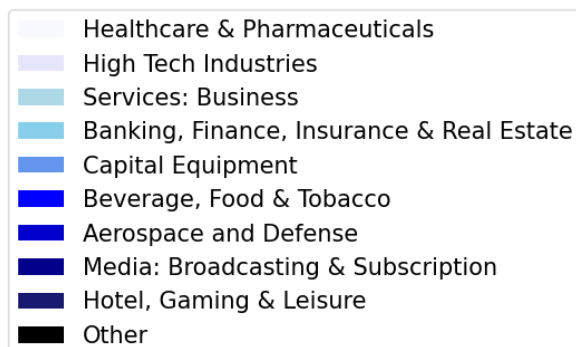 Healthcare & Pharmaceuticals
High Tech Industries
Services: Business
Banking, Finance, Insurance & Real Estate
Capital Equipment
Beverage, Food & Tobacco
Aerospace and Defense
Media: Broadcasting & Subscription
Hotel, Gaming & Leisure
Other